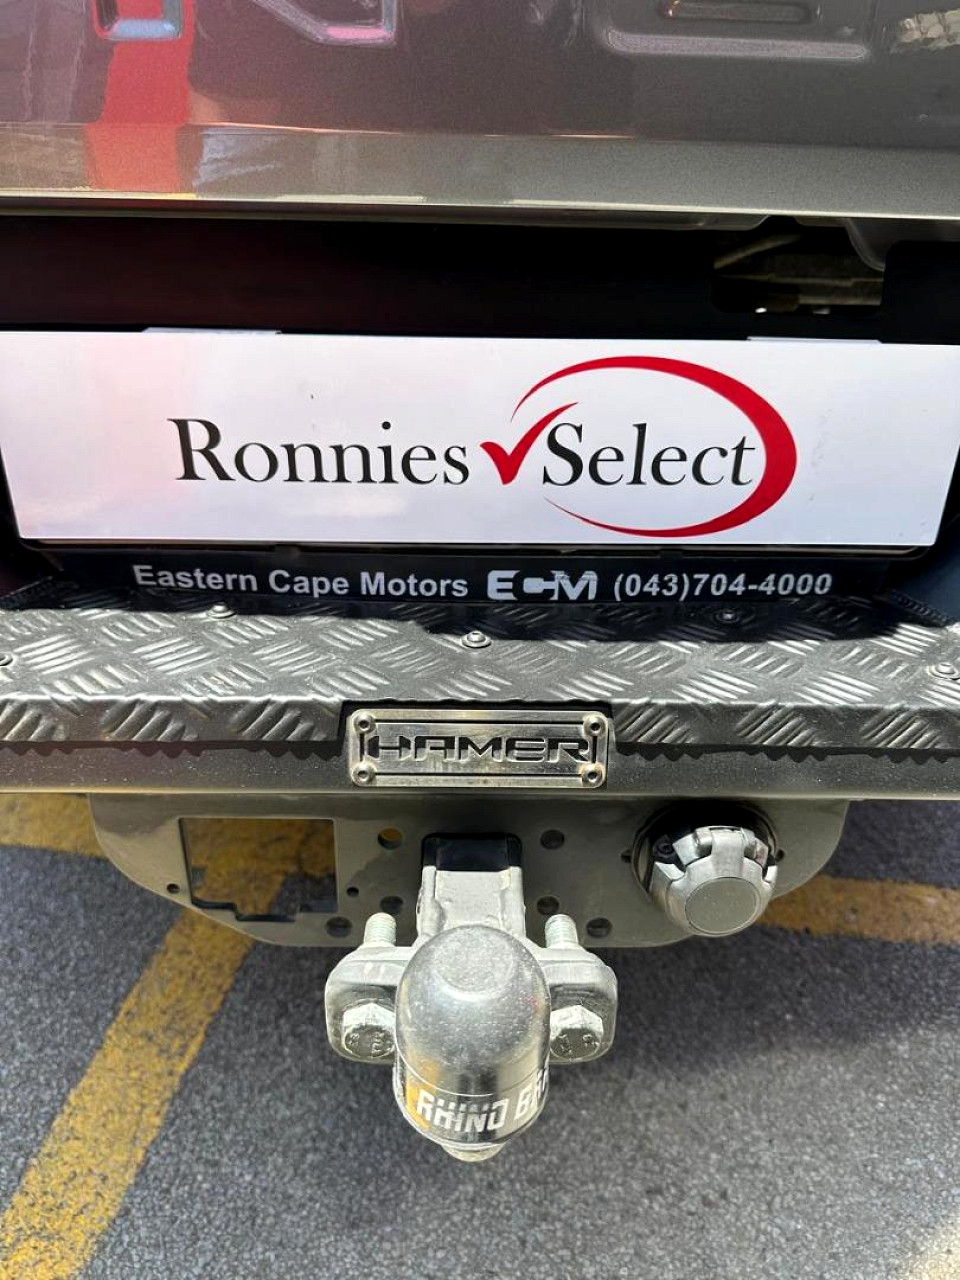 Ronnies Select
Eastern Cape Motors ECM (043)704-4000
HAMER
RHINO